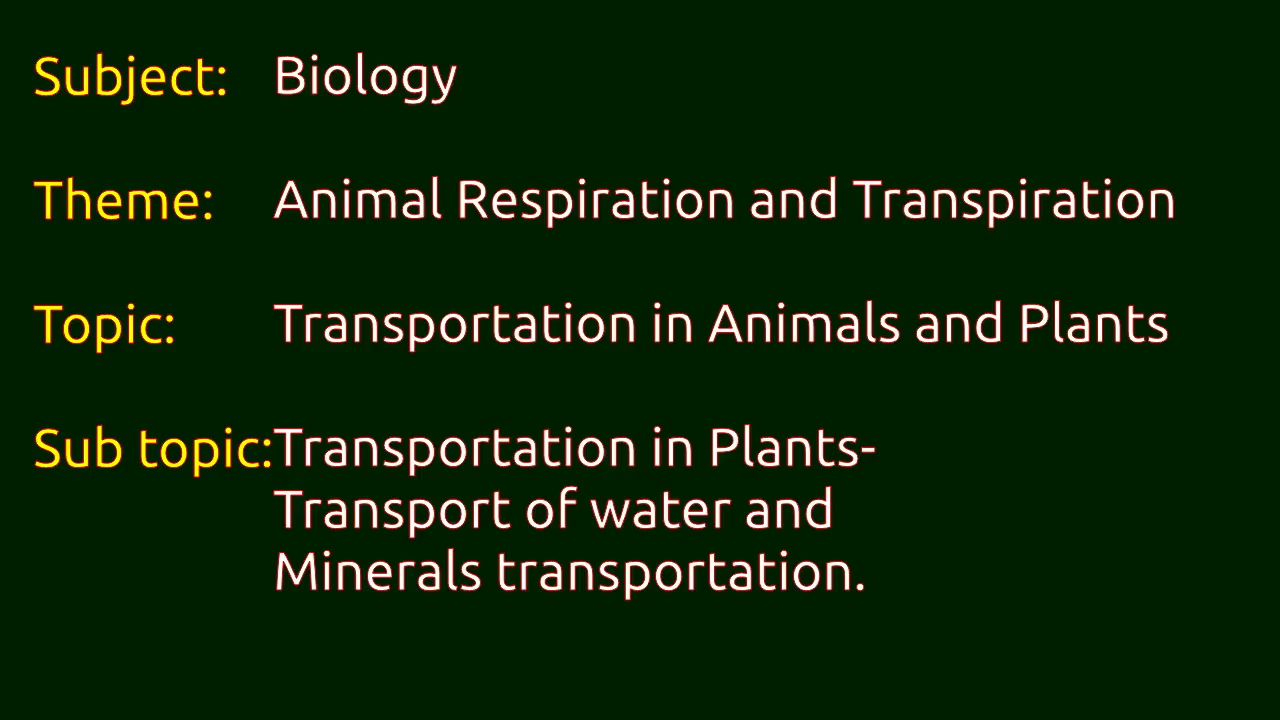 Subject: Biology
Theme: Animal Respiration and Transpiration
Topic: Transportation in Animals and Plants
Sub topic:Transportation in Plants-
Transport of water and
Minerals transportation.